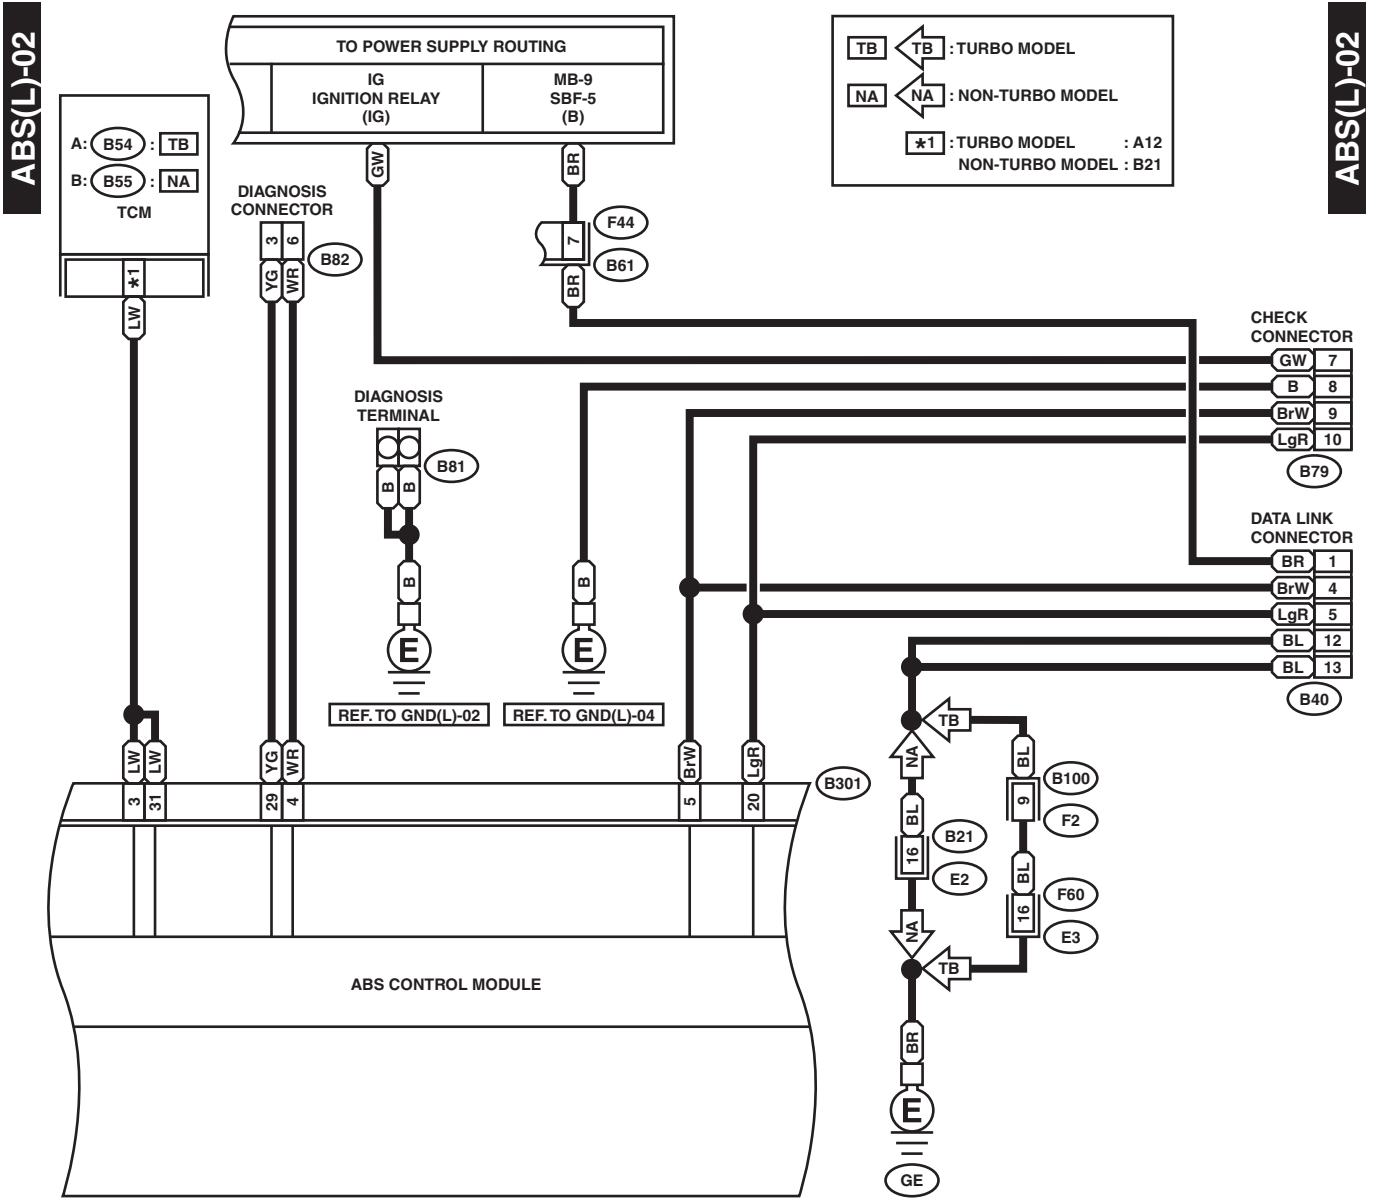 ABS(L)-02
ABS(L)-02
TO POWER SUPPLY ROUTING
IG
IGNITION RELAY
(IG)
MB-9
SBF-5
(B)
TB TB : TURBO MODEL
NA NA : NON-TURBO MODEL
*1 : TURBO MODEL : A12
NON-TURBO MODEL : B21
A: B54 : TB
B: B55 : NA
TCM
*1
LW
DIAGNOSIS
CONNECTOR
3 6
B82
YG WR
GW
BR
F44
7
B61
BR
CHECK
CONNECTOR
GW 7
B 8
BrW 9
LgR 10
B79
DIAGNOSIS
TERMINAL
B81
B B
B
E
REF. TO GND(L)-02
B
E
REF. TO GND(L)-04
DATA LINK
CONNECTOR
BR 1
BrW 4
LgR 5
BL 12
BL 13
B40
LW LW YG WR BrW LgR
3 31 29 4 5 20
B301
ABS CONTROL MODULE
TB
NA
BL
B100
9
F2
BL
B21
16
E2
BL
F60
16
E3
NA
TB
BR
E
GE